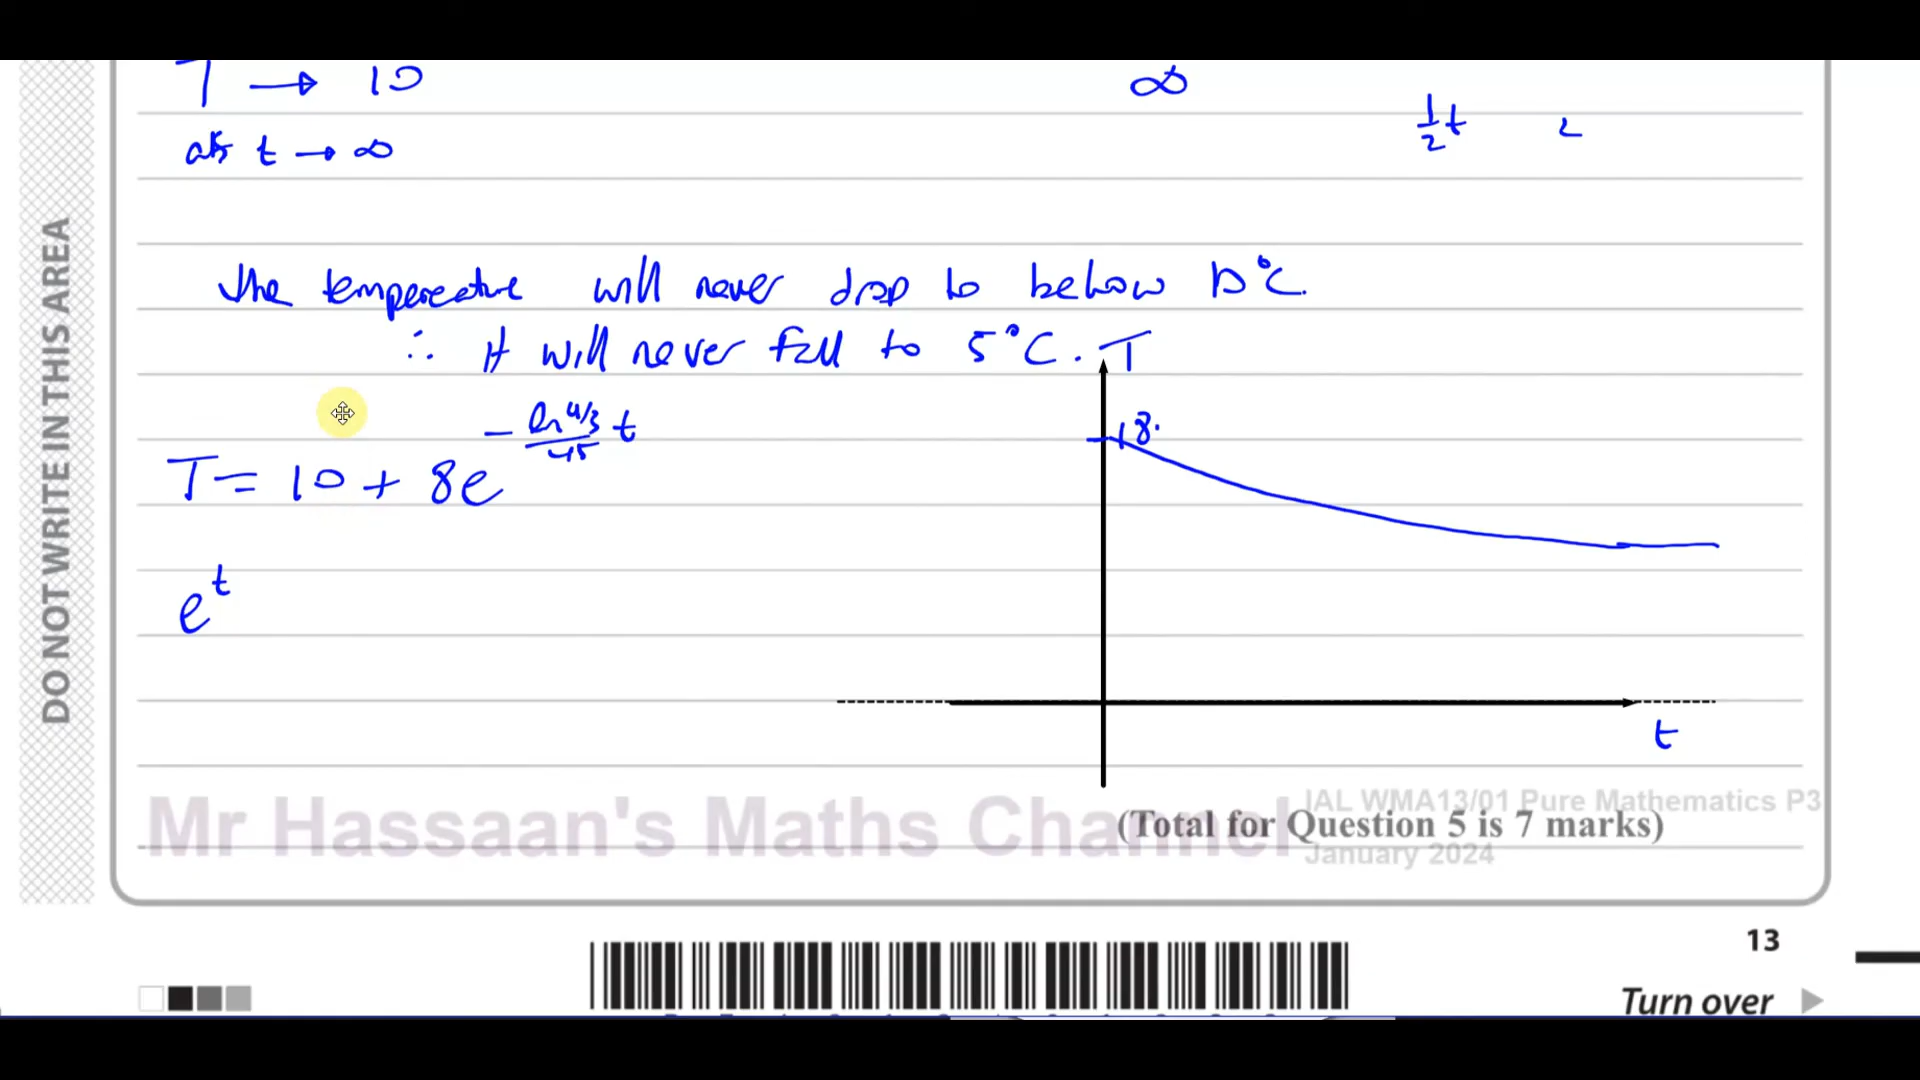 T → 10
∞
½t 2
as t → ∞
The temperature will never drop to below 10°C.
∴ It will never fall to 5°C.
T
18.
T = 10 + 8e^(-(ln 4/3)/45 t)
e^t
t
DO NOT WRITE IN THIS AREA
Mr Hassaan's Maths Channel
IAL WMA13/01 Pure Mathematics P3
(Total for Question 5 is 7 marks)
January 2024
13
Turn over